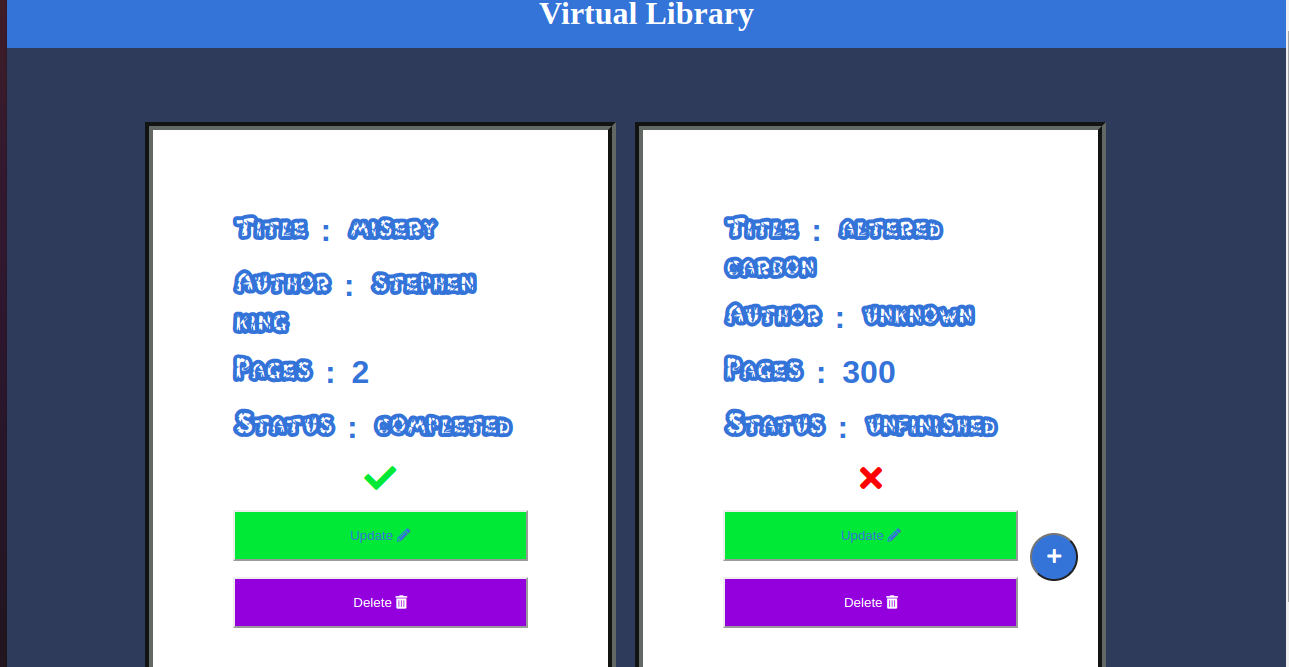 Virtual Library
Title : Misery
Author : Stephen
King
Pages : 2
Status : completed
Update
Delete
Title : Altered
Carbon
Author : Unknown
Pages : 300
Status : Unfinished
Update
Delete
+